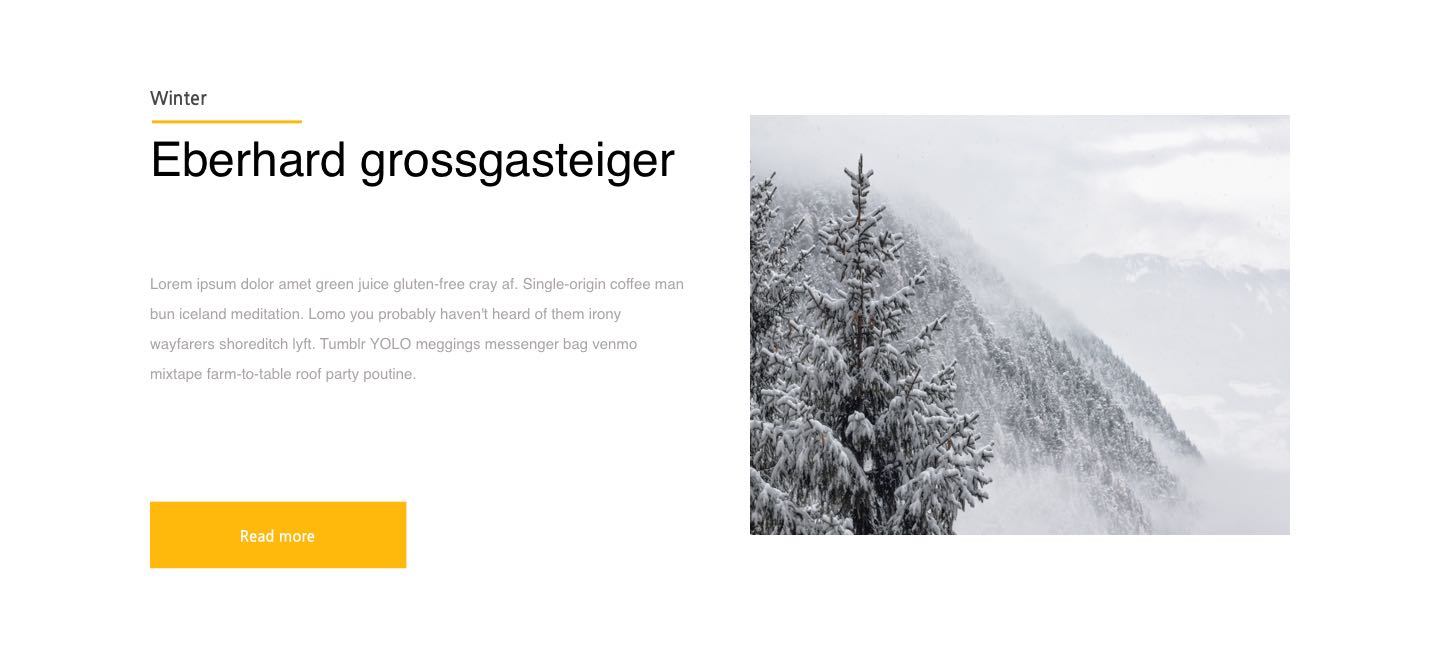 Winter
Eberhard grossgasteiger
Lorem ipsum dolor amet green juice gluten-free cray af. Single-origin coffee man
bun iceland meditation. Lomo you probably haven't heard of them irony
wayfarers shoreditch lyft. Tumblr YOLO meggings messenger bag venmo
mixtape farm-to-table roof party poutine.
Read more